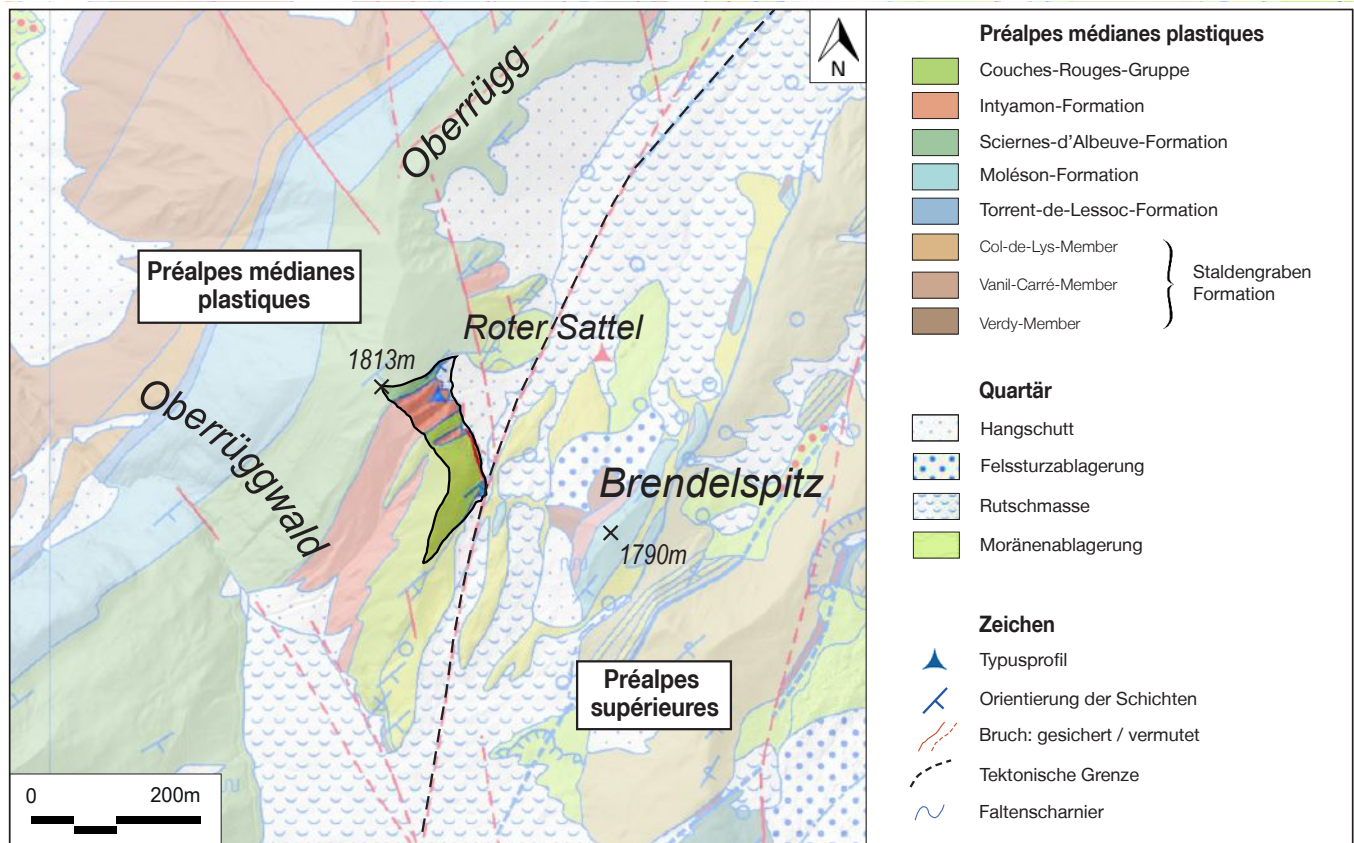 N
Oberrügg
Préalpes médianes
plastiques
Roter Sattel
1813m
Oberrüggwald
Brendelspitz
1790m
Préalpes
supérieures
0 200m
Préalpes médianes plastiques
Couches-Rouges-Gruppe
Intyamon-Formation
Sciernes-d'Albeuve-Formation
Moléson-Formation
Torrent-de-Lessoc-Formation
Col-de-Lys-Member
Vanil-Carré-Member
Verdy-Member
Staldengraben
Formation
Quartär
Hangschutt
Felssturzablagerung
Rutschmasse
Moränenablagerung
Zeichen
Typusprofil
Orientierung der Schichten
Bruch: gesichert / vermutet
Tektonische Grenze
Faltenscharnier